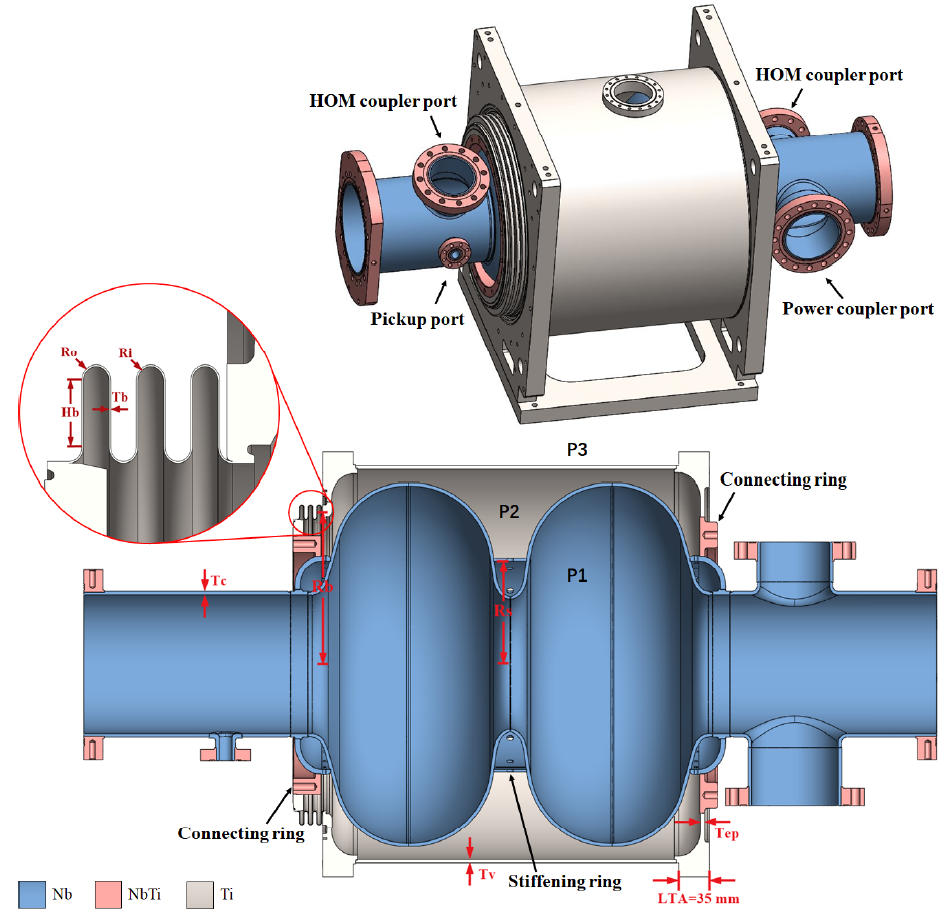 HOM coupler port
HOM coupler port
Pickup port
Power coupler port
Ro
Ri
Hb
Tb
P3
Connecting ring
P2
P1
Tc
Rb
Rs
Connecting ring
Tep
Tv
Stiffening ring
LTA=35 mm
Nb
NbTi
Ti